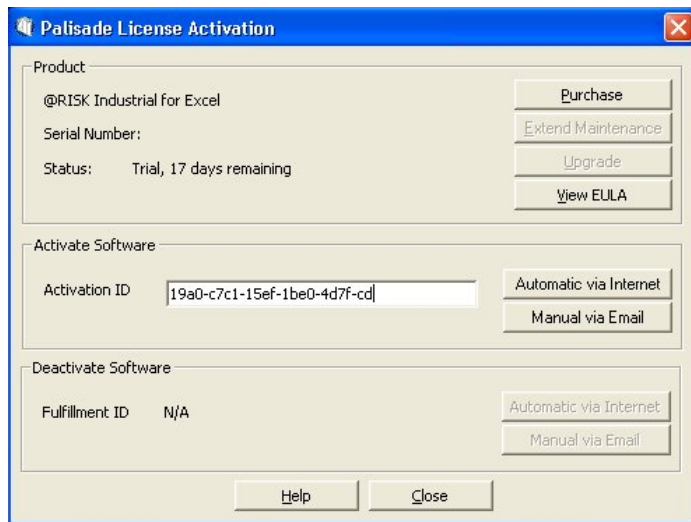 Palisade License Activation
Product
@RISK Industrial for Excel
Purchase
Serial Number:
Extend Maintenance
Status: Trial, 17 days remaining
Upgrade
View EULA
Activate Software
Activation ID 19a0-c7c1-15ef-1be0-4d7f-cd
Automatic via Internet
Manual via Email
Deactivate Software
Fulfillment ID N/A
Automatic via Internet
Manual via Email
Help Close